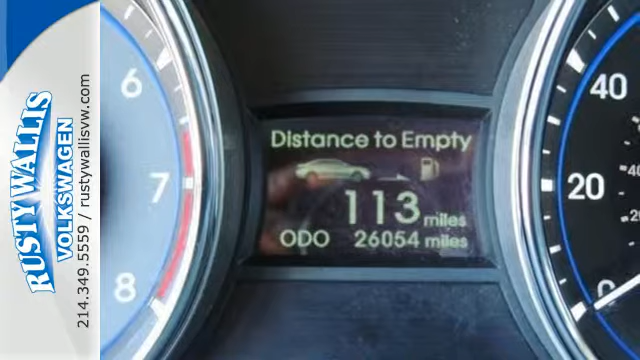 RUSTY WALLIS
VOLKSWAGEN
214.349.5559 / rustywallisvw.com
6
7
8
Distance to Empty
113 miles
ODO 26054 miles
40
20
0